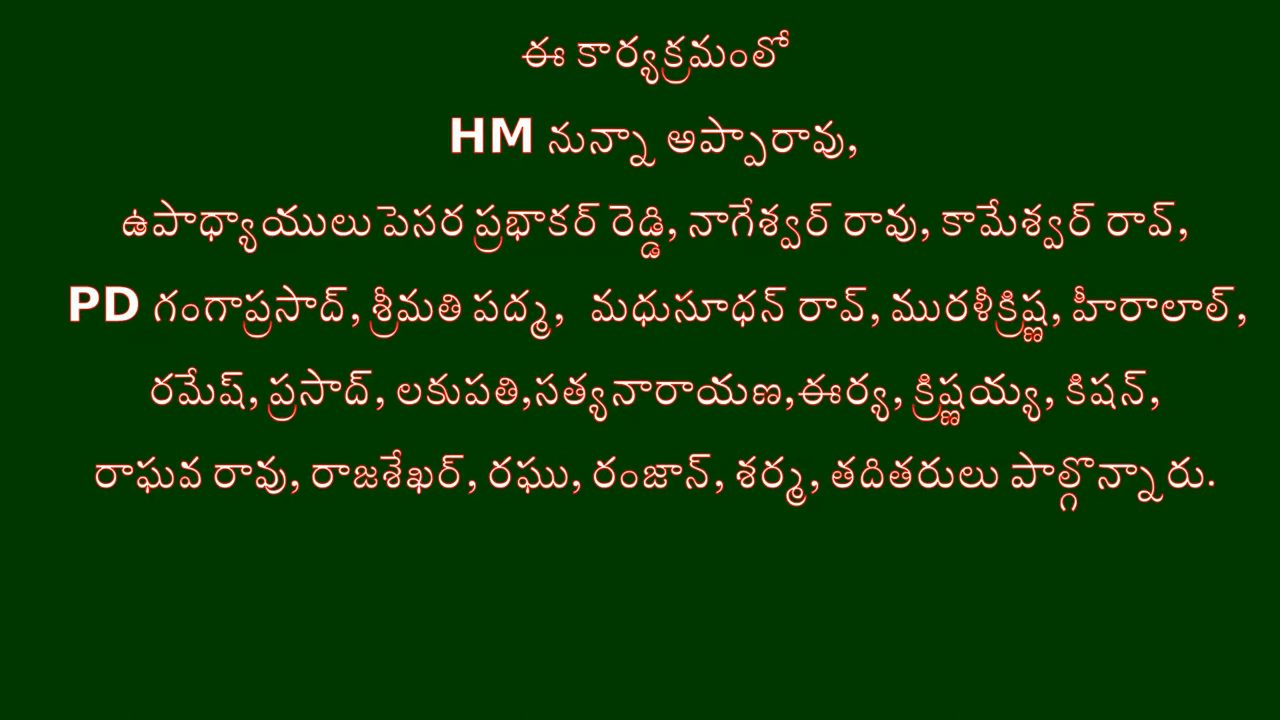 ఈ కార్యక్రమంలో
HM నున్నా అప్పారావు,
ఉపాధ్యాయులు పెసర ప్రభాకర్ రెడ్డి, నాగేశ్వర్ రావు, కామేశ్వర్ రావ్,
PD గంగాప్రసాద్, శ్రీమతి పద్మ, మధుసూధన్ రావ్, మురళీక్రిష్ణ, హీరాలాల్,
రమేష్, ప్రసాద్, లకుపతి,సత్యనారాయణ,ఈర్య, క్రిష్ణయ్య, కిషన్,
రాఘవ రావు, రాజశేఖర్, రఘు, రంజాన్, శర్మ, తదితరులు పాల్గొన్నారు.